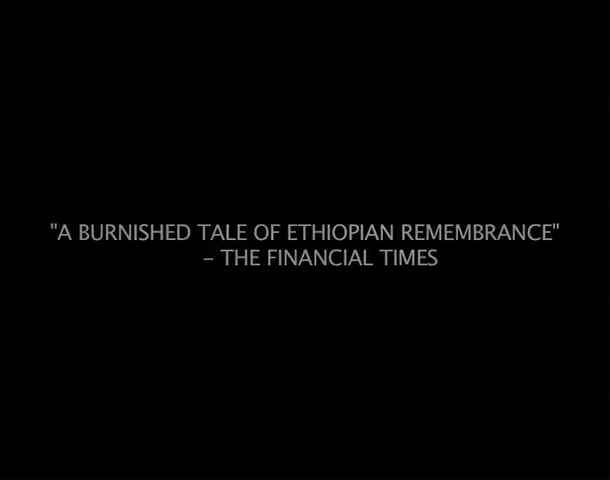 "A BURNISHED TALE OF ETHIOPIAN REMEMBRANCE"
– THE FINANCIAL TIMES